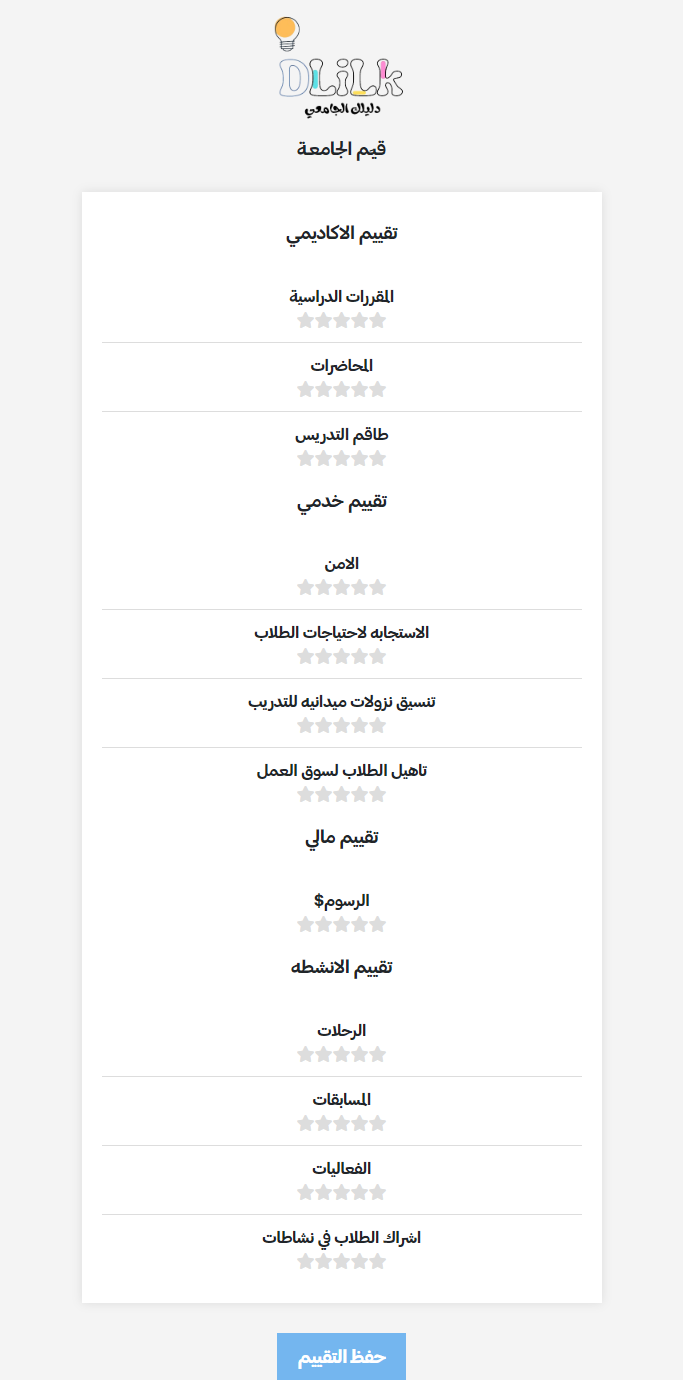 DLiLk
دليلك الجامعي
قيَم الجامعة
تقييم الاكاديمي
المقررات الدراسية
المحاضرات
طاقم التدريس
تقييم خدمي
الامن
الاستجابه لاحتياجات الطلاب
تنسيق نزولات ميدانيه للتدريب
تاهيل الطلاب لسوق العمل
تقييم مالي
الرسوم$
تقييم الانشطه
الرحلات
المسابقات
الفعاليات
اشراك الطلاب في نشاطات
حفظ التقييم